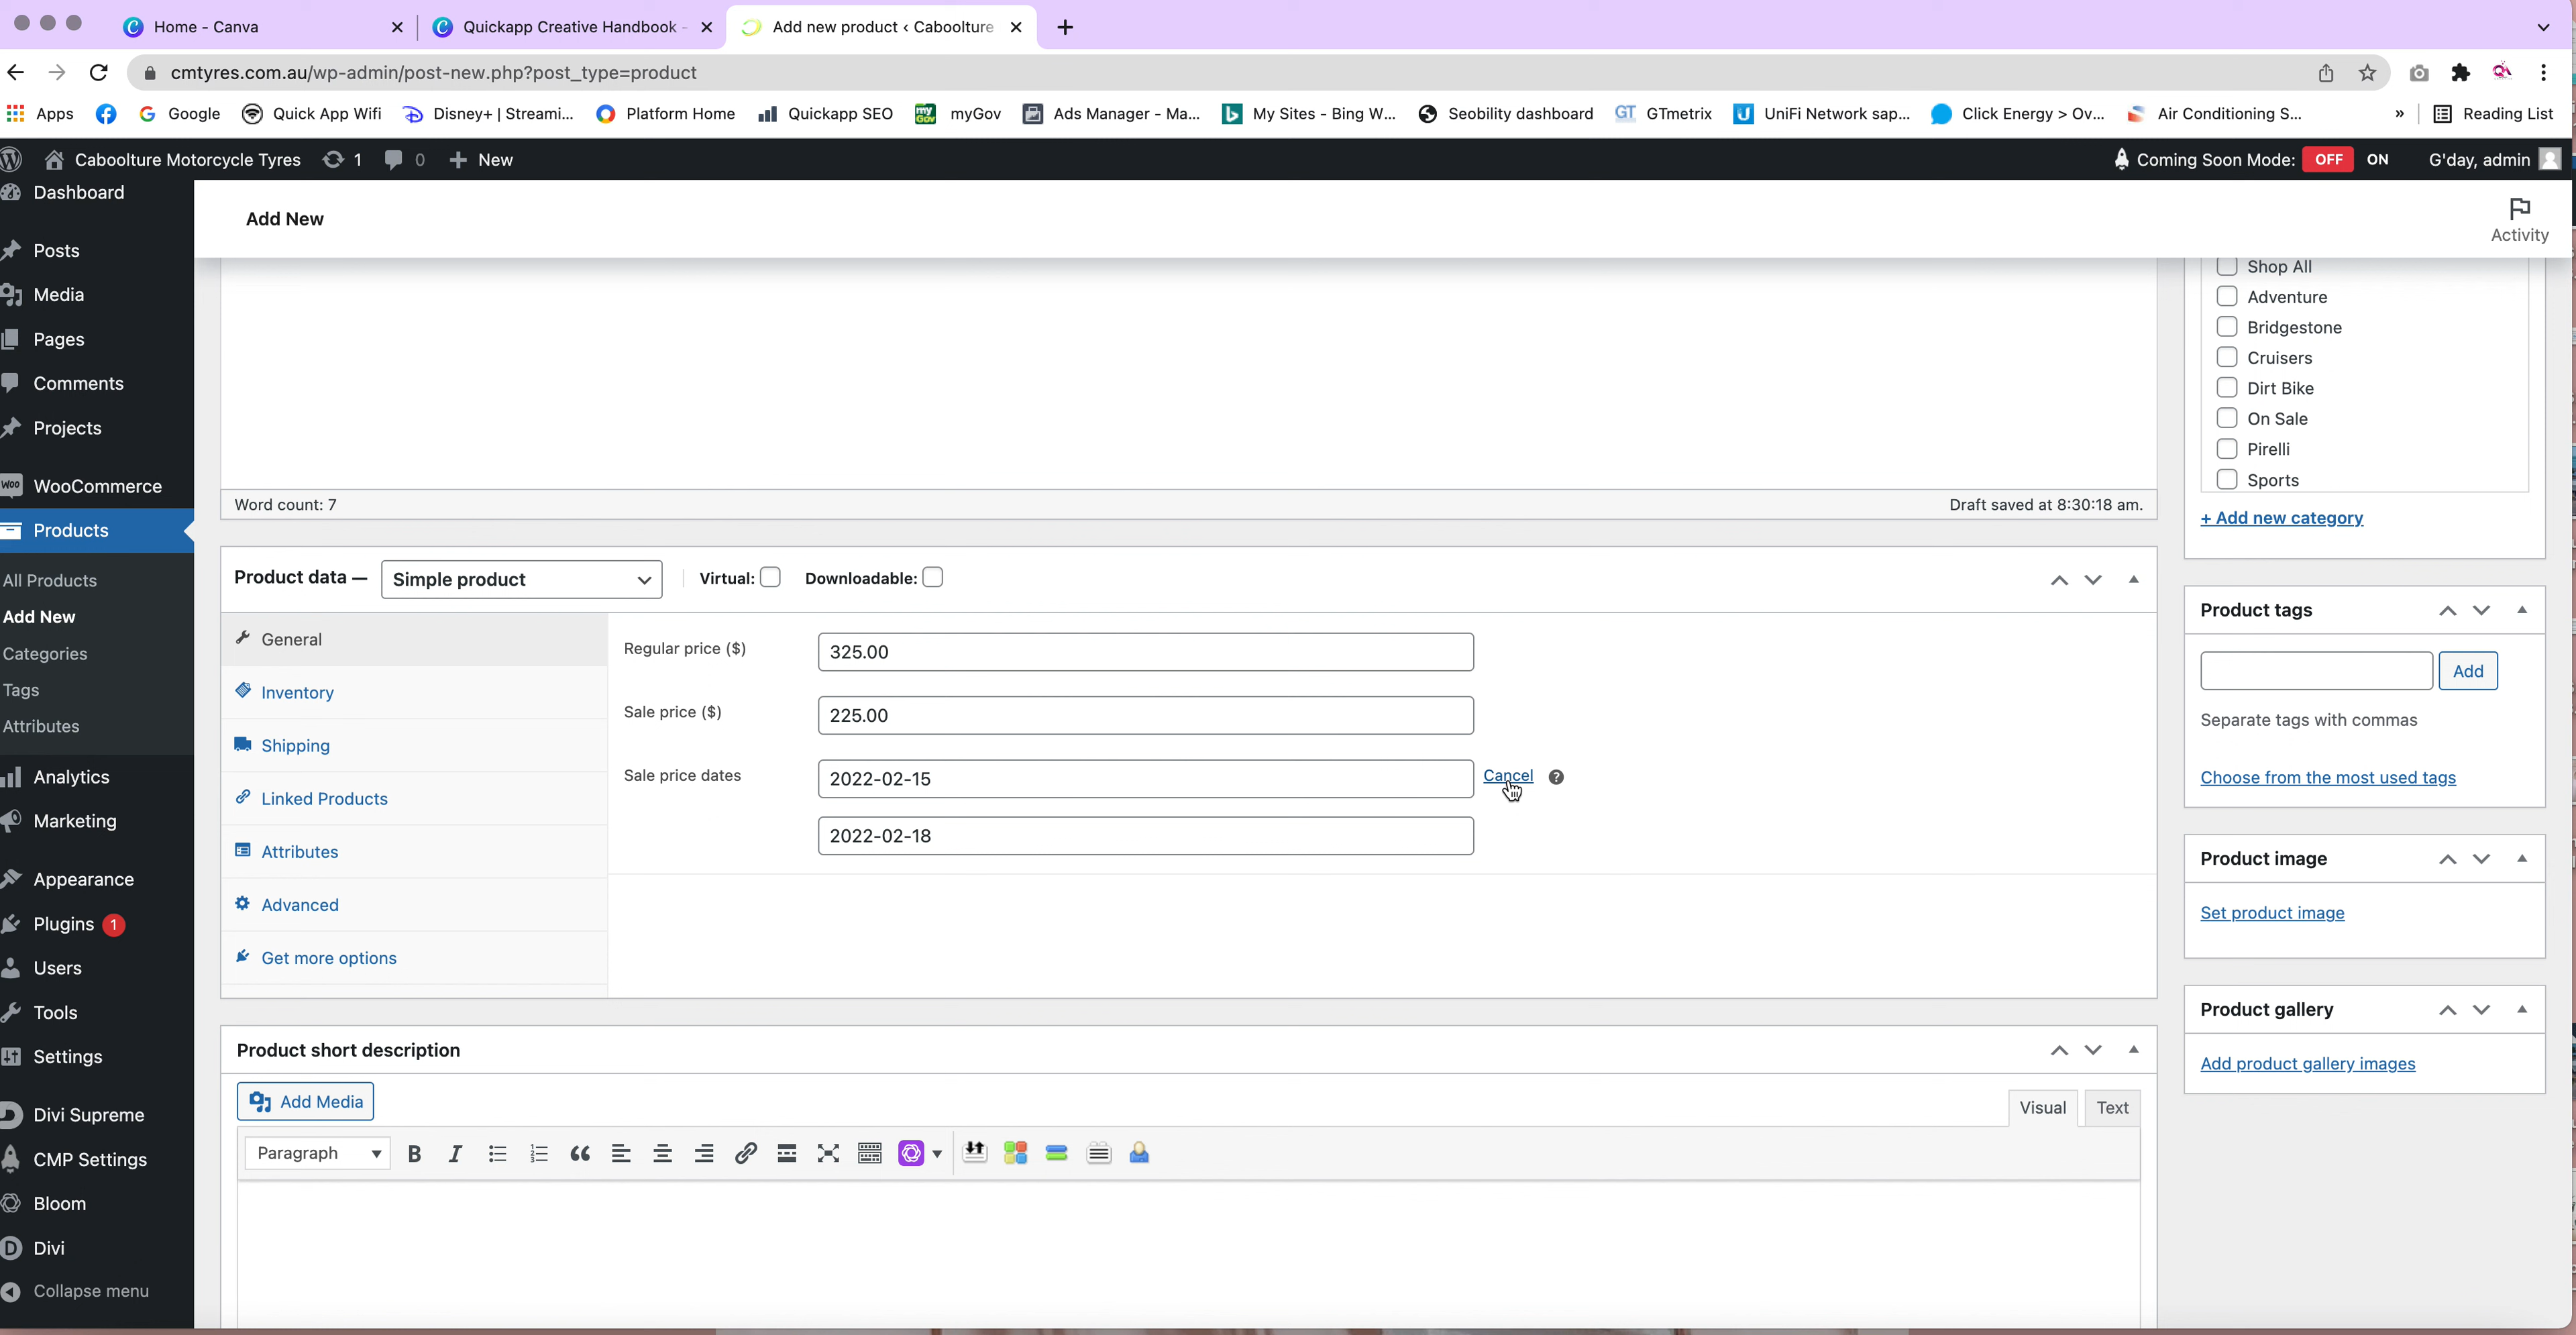 Home - Canva
Quickapp Creative Handbook -
Add new product ‹ Caboolture
cmtyres.com.au/wp-admin/post-new.php?post_type=product
Apps
Google
Quick App Wifi
Disney+ | Streami...
Platform Home
Quickapp SEO
myGov
Ads Manager - Ma...
My Sites - Bing W...
Seobility dashboard
GT GTmetrix
UniFi Network sap...
Click Energy > Ov...
Air Conditioning S...
»
Reading List
Caboolture Motorcycle Tyres
1
0
New
Coming Soon Mode: OFF ON
G'day, admin
Dashboard
Posts
Media
Pages
Comments
Projects
WooCommerce
Products
All Products
Add New
Categories
Tags
Attributes
Analytics
Marketing
Appearance
Plugins 1
Users
Tools
Settings
Divi Supreme
CMP Settings
Bloom
Divi
Collapse menu
Add New
Activity
Word count: 7
Draft saved at 8:30:18 am.
Product data —
Simple product
Virtual:
Downloadable:
General
Inventory
Shipping
Linked Products
Attributes
Advanced
Get more options
Regular price ($)
325.00
Sale price ($)
225.00
Sale price dates
2022-02-15
Cancel
?
2022-02-18
Product short description
Add Media
Visual
Text
Paragraph
B I
Shop All
Adventure
Bridgestone
Cruisers
Dirt Bike
On Sale
Pirelli
Sports
+ Add new category
Product tags
Add
Separate tags with commas
Choose from the most used tags
Product image
Set product image
Product gallery
Add product gallery images